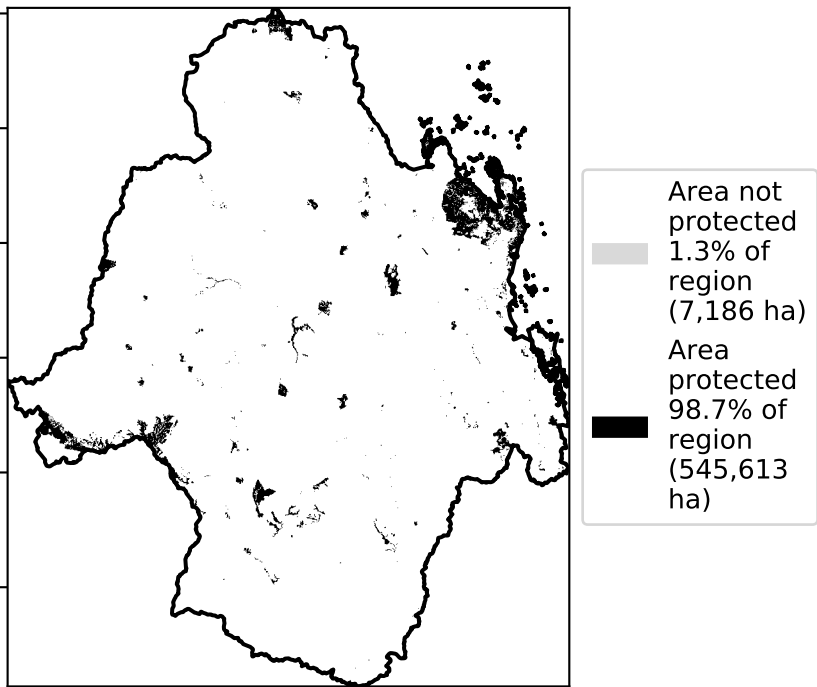 Area not
protected
1.3% of
region
(7,186 ha)
Area
protected
98.7% of
region
(545,613
ha)